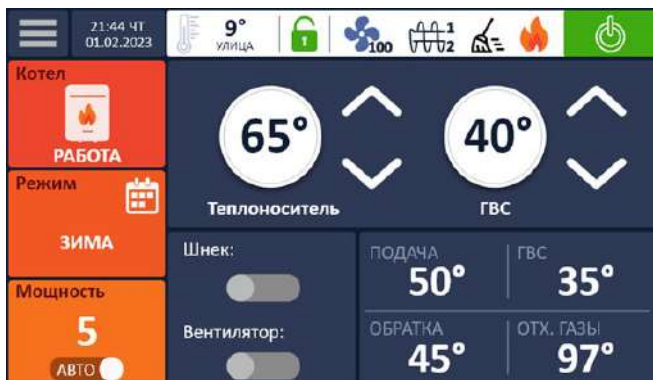 21:44 ЧТ
01.02.2023
9°
УЛИЦА
1
100
1
2
Котел
РАБОТА
65°
Теплоноситель
40°
ГВС
Режим
ЗИМА
Шнек:
Вентилятор:
ПОДАЧА
50°
ГВС
35°
ОБРАТКА
45°
ОТХ. ГАЗЫ
97°
Мощность
5
АВТО